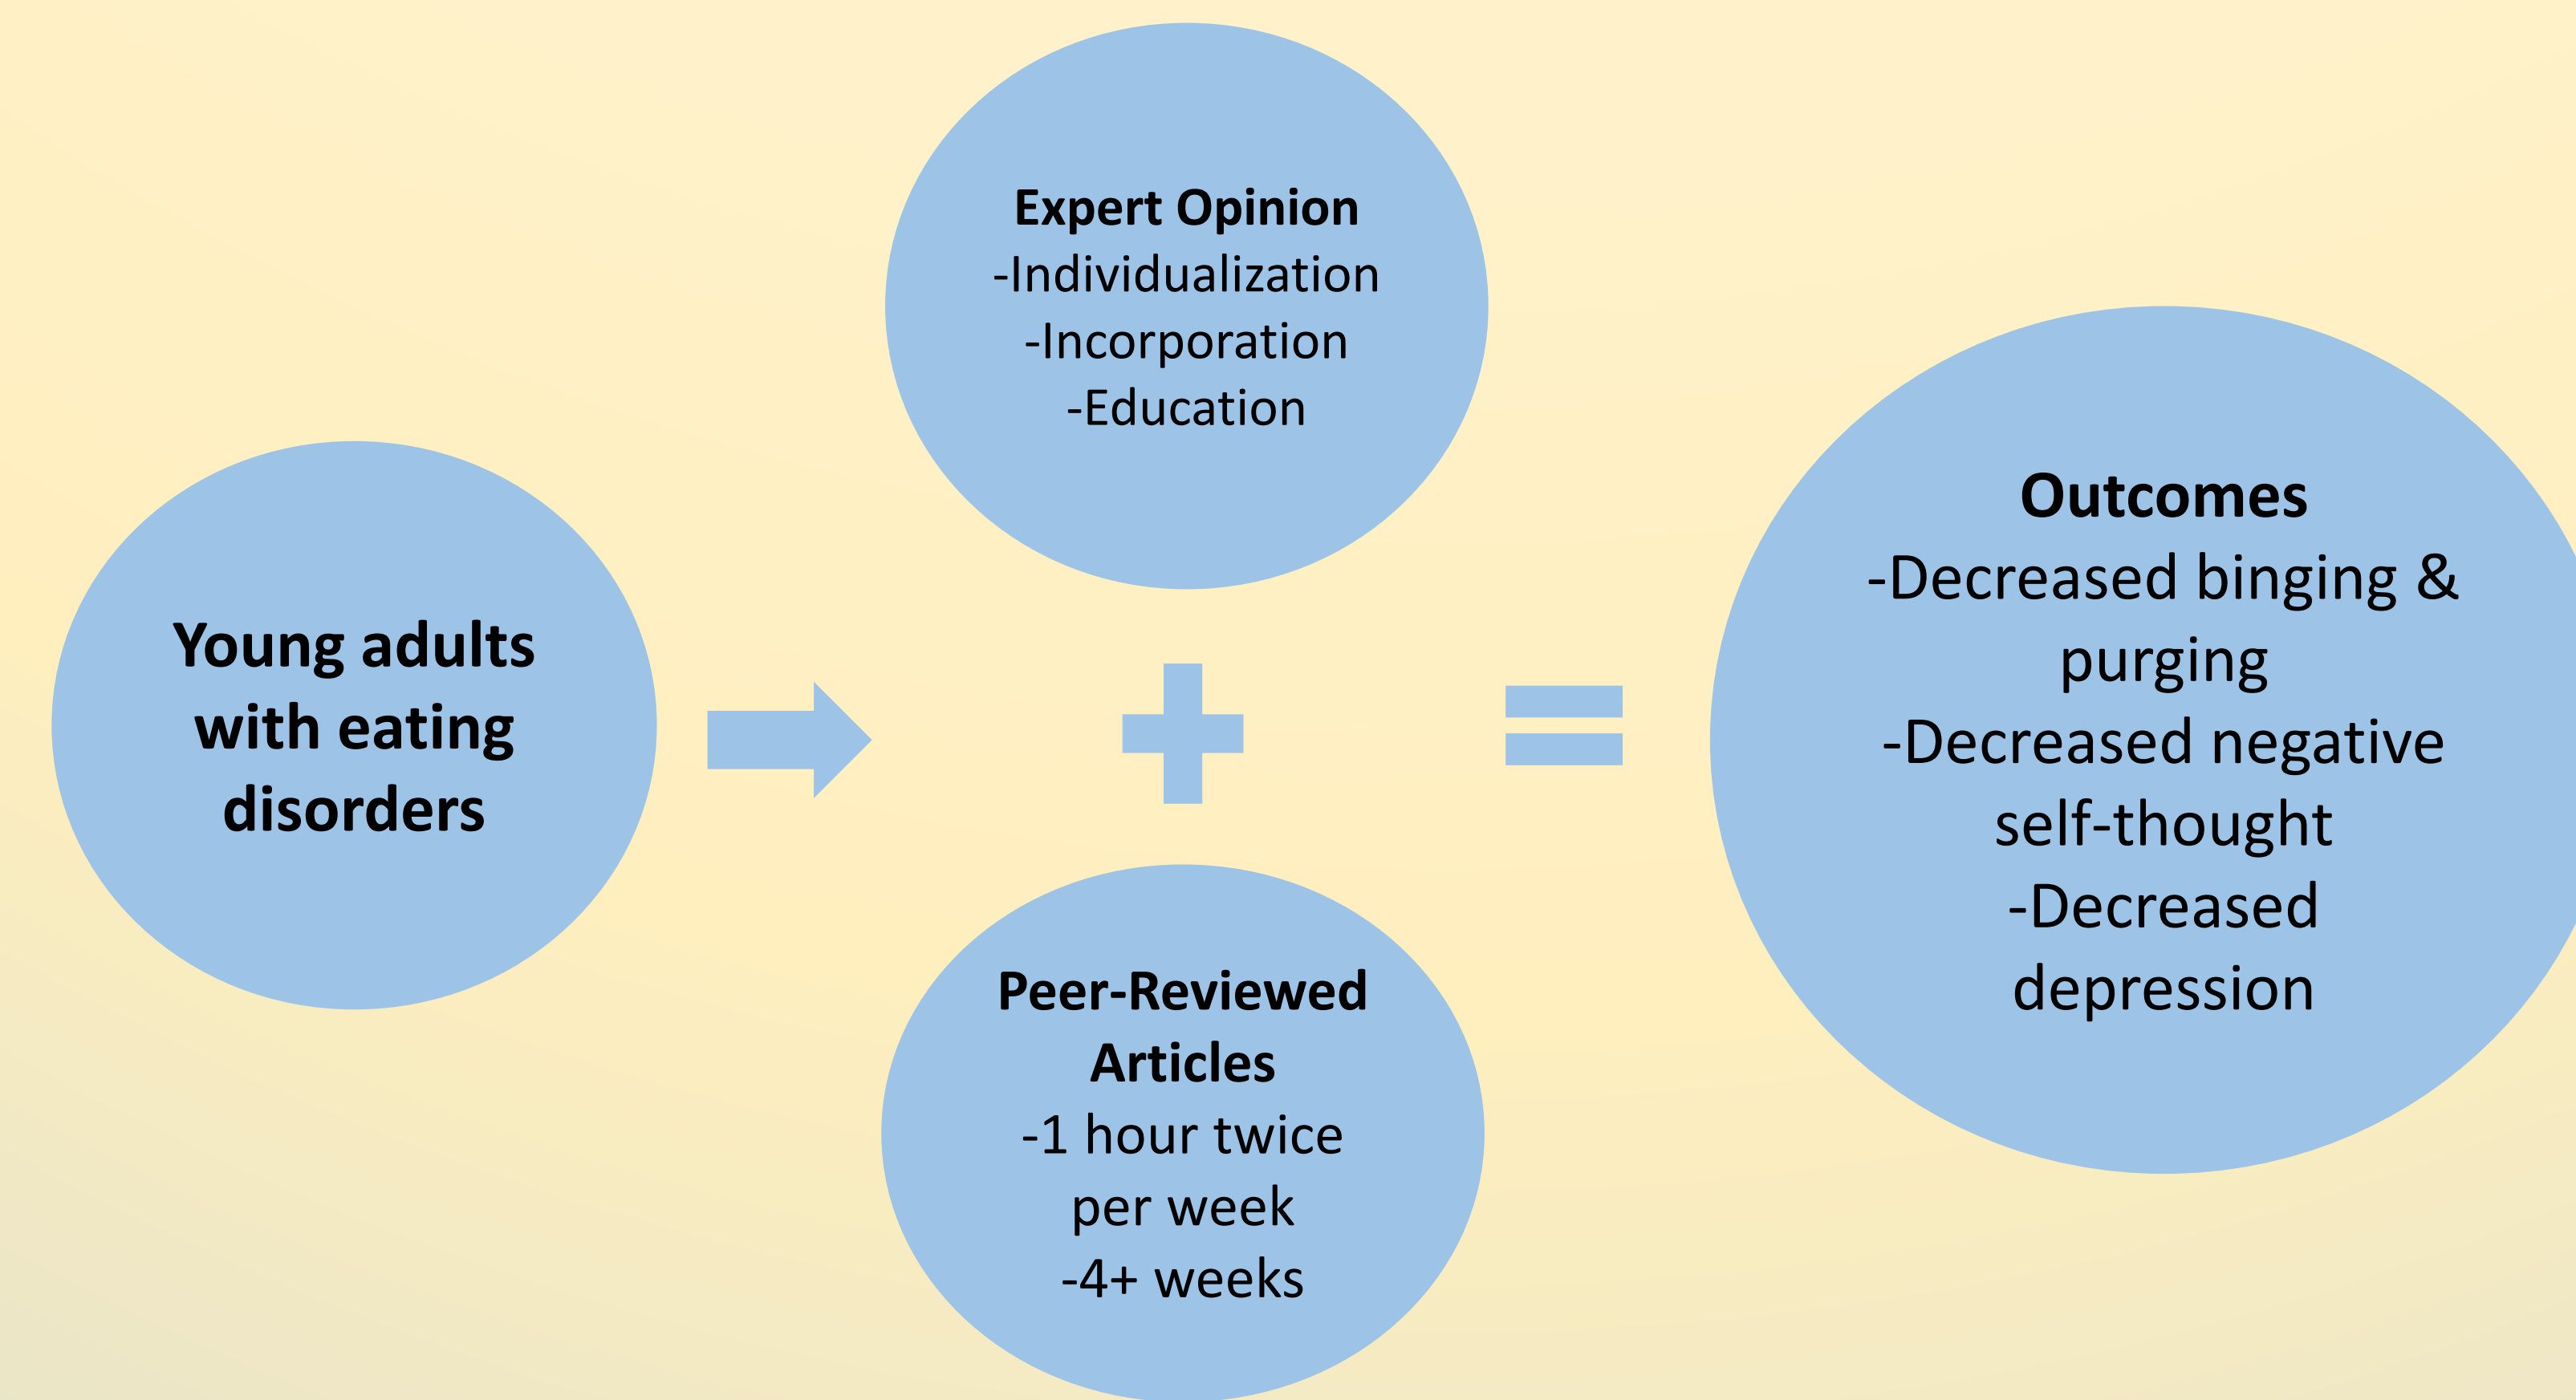 Young adults
with eating
disorders
Expert Opinion
-Individualization
-Incorporation
-Education
Peer-Reviewed
Articles
-1 hour twice
per week
-4+ weeks
Outcomes
-Decreased binging &
purging
-Decreased negative
self-thought
-Decreased
depression